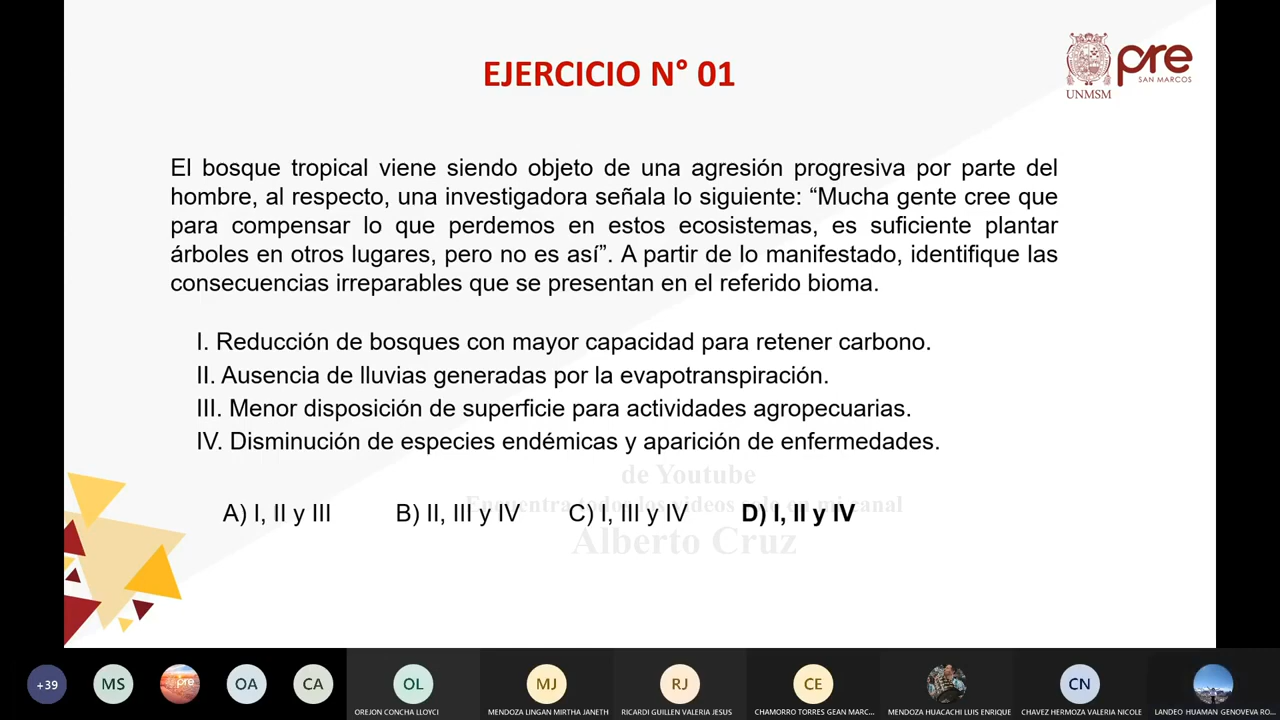 EJERCICIO N° 01
UNMSM
pre
SAN MARCOS
El bosque tropical viene siendo objeto de una agresión progresiva por parte del
hombre, al respecto, una investigadora señala lo siguiente: “Mucha gente cree que
para compensar lo que perdemos en estos ecosistemas, es suficiente plantar
árboles en otros lugares, pero no es así”. A partir de lo manifestado, identifique las
consecuencias irreparables que se presentan en el referido bioma.
I. Reducción de bosques con mayor capacidad para retener carbono.
II. Ausencia de lluvias generadas por la evapotranspiración.
III. Menor disposición de superficie para actividades agropecuarias.
IV. Disminución de especies endémicas y aparición de enfermedades.
de Youtube
Encuentra todos los videos solo en mi canal
A) I, II y III B) II, III y IV C) I, III y IV D) I, II y IV
Alberto Cruz
+39 MS pre OA CA OL MJ RJ CE CN
OREJON CONCHA LLOYCI MENDOZA LINGAN MIRTHA JANETH RICARDI GUILLEN VALERIA JESUS CHAMORRO TORRES GEAN MARC... MENDOZA HUACACHI LUIS ENRIQUE CHAVEZ HERMOZA VALERIA NICOLE LANDEO HUAMAN GENOVEVA RO...